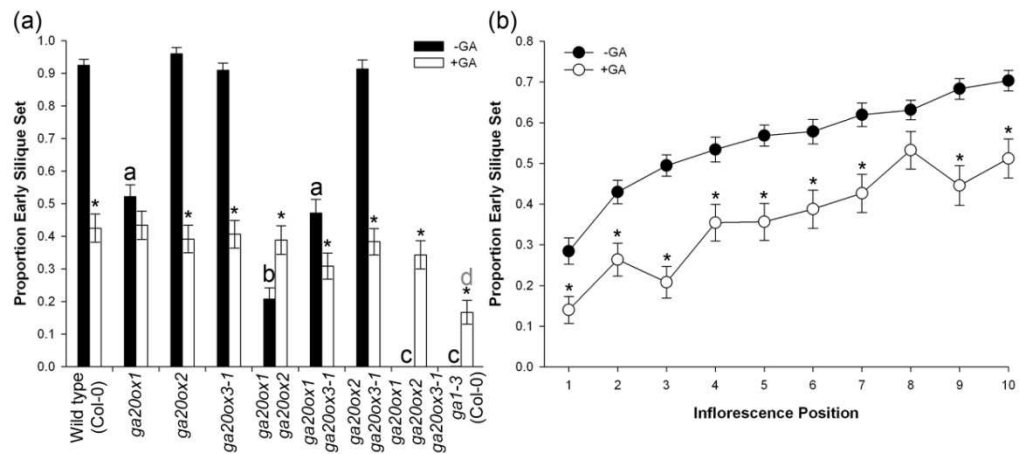 (a)
Proportion Early Silique Set
1.0
0.9
0.8
0.7
0.6
0.5
0.4
0.3
0.2
0.1
0.0
-GA
+GA
*
a
*
*
b
*
a
*
*
c
*
c
d
*
Wild type
(Col-0)
ga20ox1
ga20ox2
ga20ox3-1
ga20ox1
ga20ox2
ga20ox1
ga20ox3-1
ga20ox2
ga20ox3-1
ga20ox1
ga20ox2
ga20ox3-1
ga1-3
(Col-0)
(b)
Proportion Early Silique Set
0.8
0.7
0.6
0.5
0.4
0.3
0.2
0.1
0.0
-GA
+GA
*
*
*
*
*
*
*
*
*
1 2 3 4 5 6 7 8 9 10
Inflorescence Position